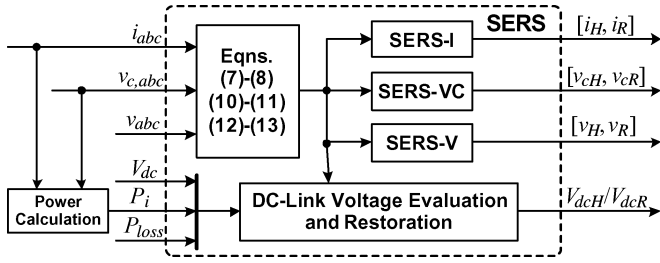 SERS
i_abc
Eqns.
(7)-(8)
(10)-(11)
(12)-(13)
SERS-I
[i_H, i_R]
v_c,abc
SERS-VC
[v_cH, v_cR]
v_abc
SERS-V
[v_H, v_R]
V_dc
Power
Calculation
P_i
P_loss
DC-Link Voltage Evaluation
and Restoration
V_dcH/V_dcR